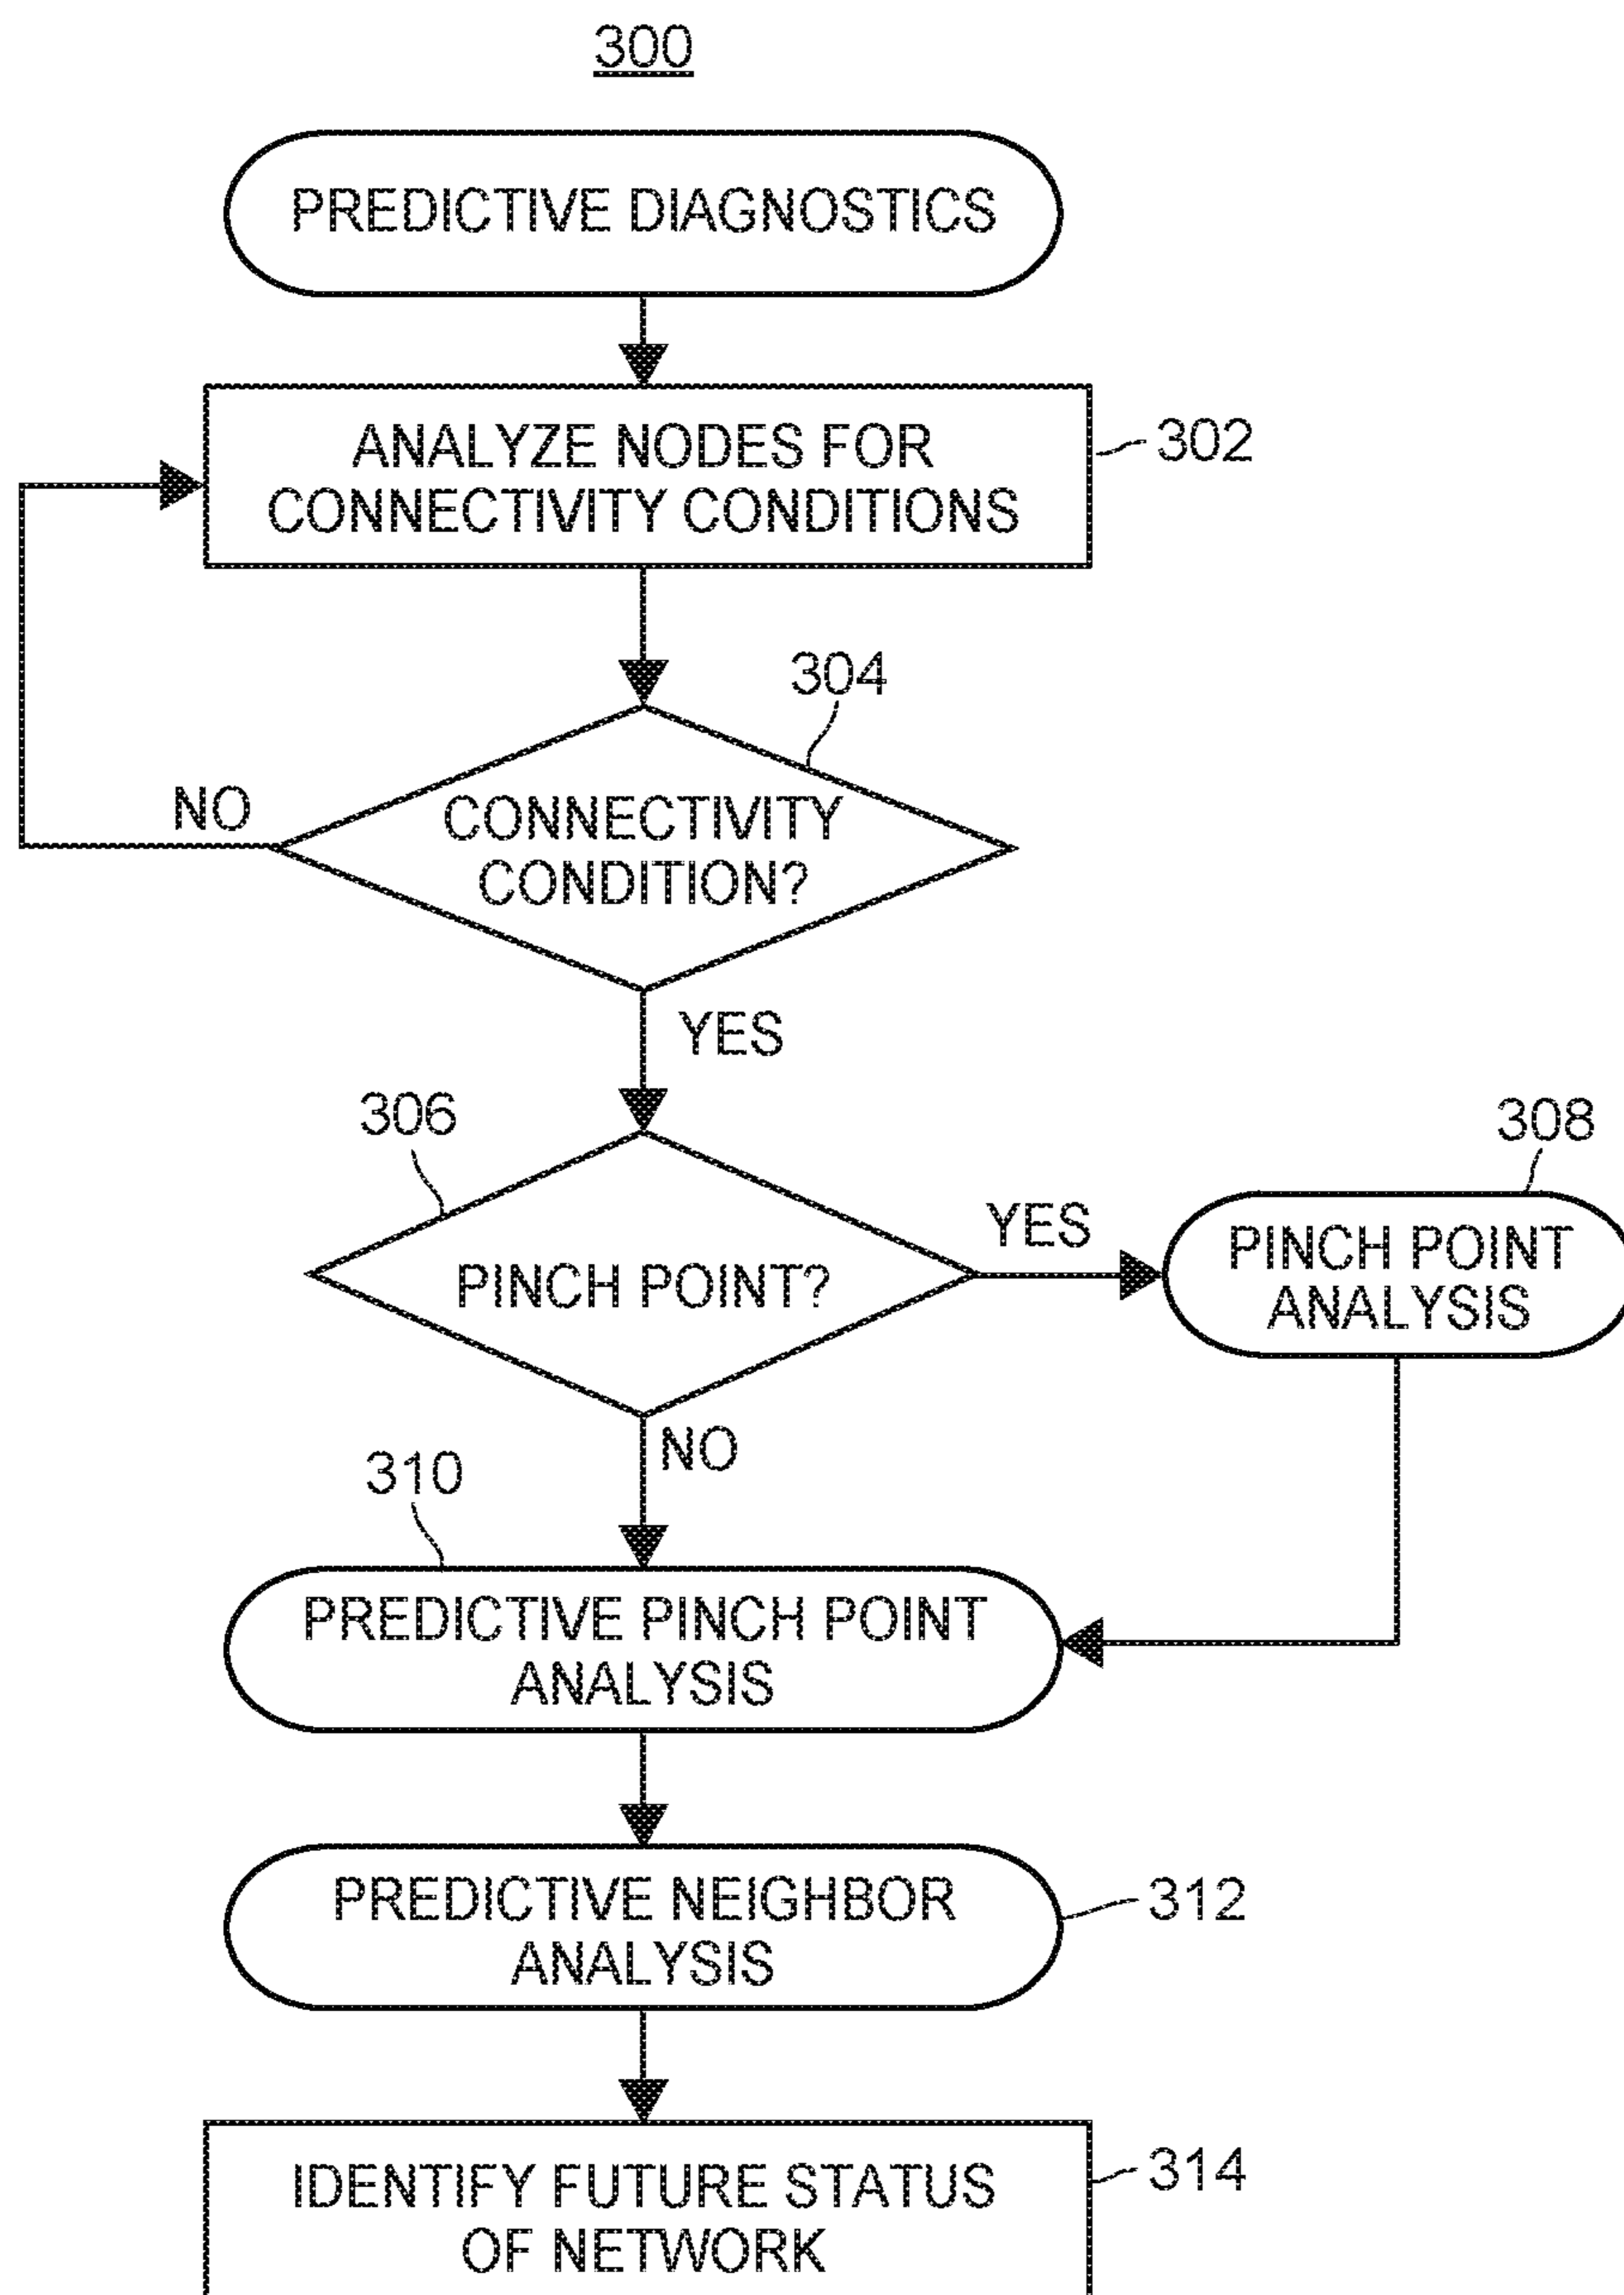 300
PREDICTIVE DIAGNOSTICS
ANALYZE NODES FOR
CONNECTIVITY CONDITIONS
302
304
NO
CONNECTIVITY
CONDITION?
YES
306
308
YES
PINCH POINT?
PINCH POINT
ANALYSIS
NO
310
PREDICTIVE PINCH POINT
ANALYSIS
PREDICTIVE NEIGHBOR
ANALYSIS
312
IDENTIFY FUTURE STATUS
OF NETWORK
314